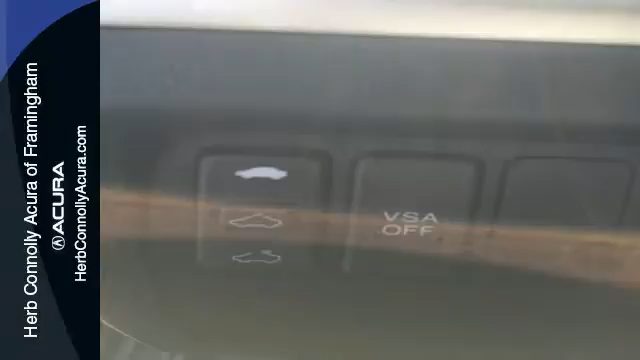 Herb Connolly Acura of Framingham
ACURA
HerbConnollyAcura.com
VSA
OFF